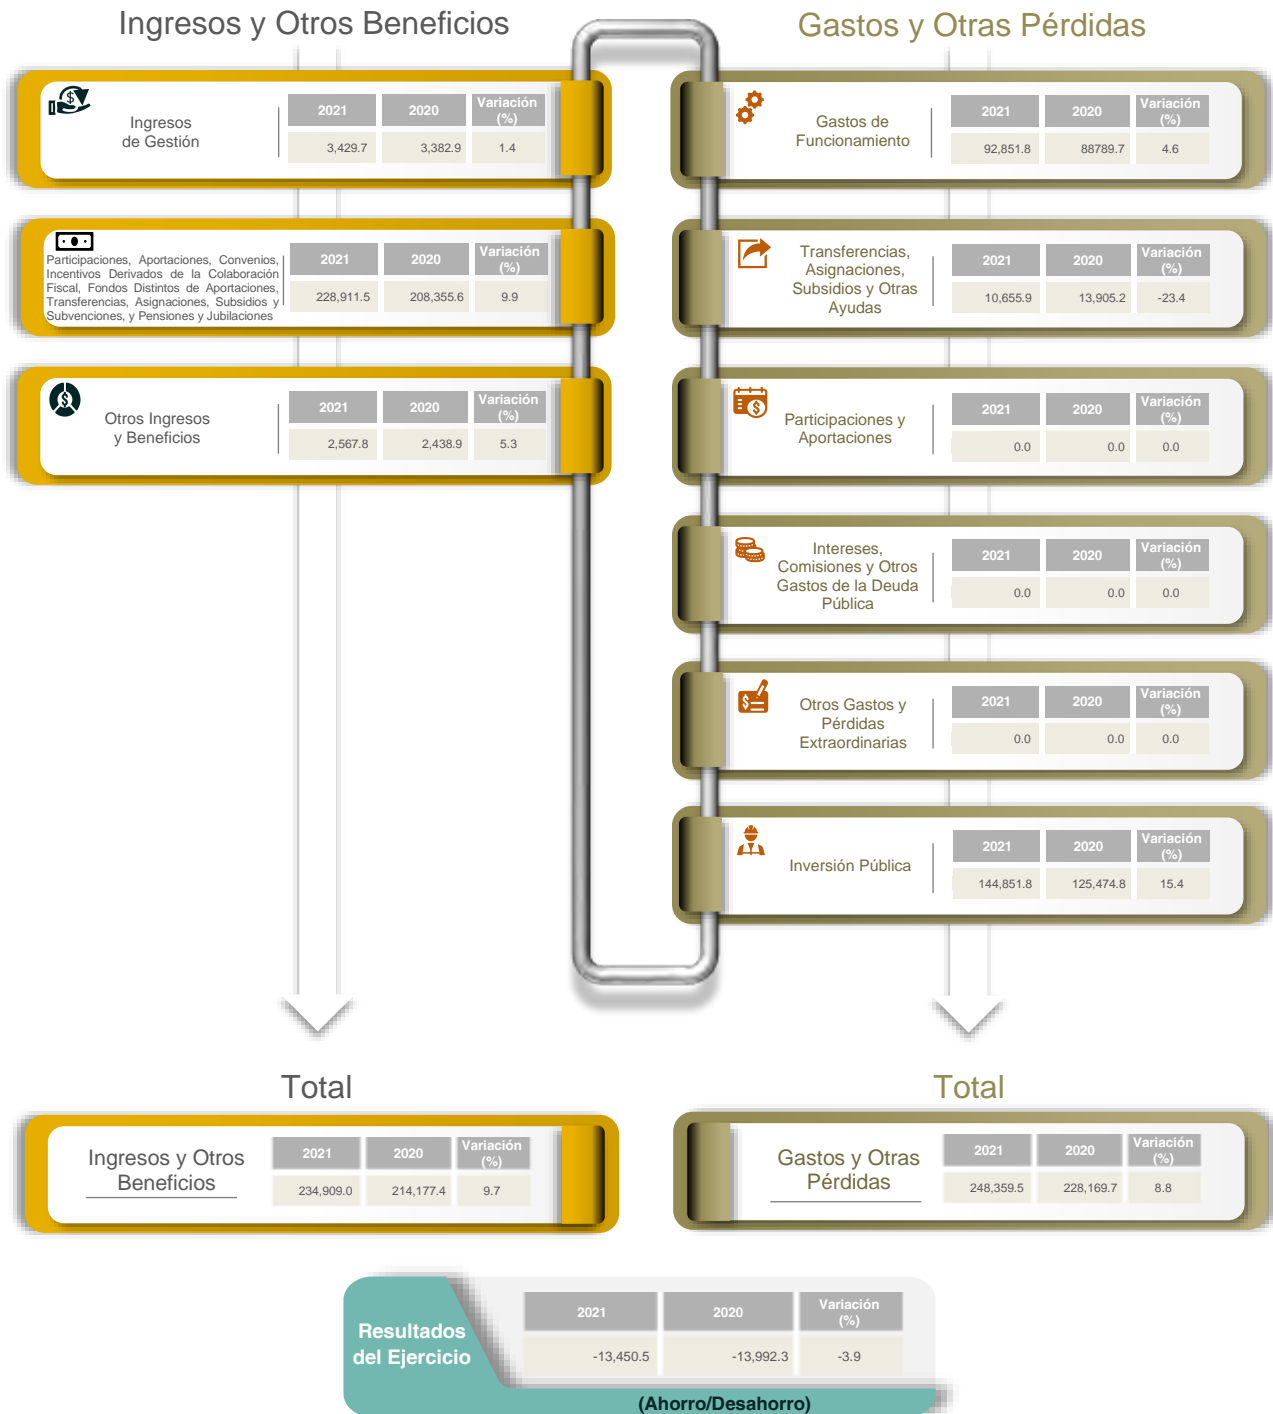 Ingresos y Otros Beneficios
Ingresos
de Gestión
2021 2020 Variación (%)
3,429.7 3,382.9 1.4
Participaciones, Aportaciones, Convenios,
Incentivos Derivados de la Colaboración
Fiscal, Fondos Distintos de Aportaciones,
Transferencias, Asignaciones, Subsidios y
Subvenciones, y Pensiones y Jubilaciones
2021 2020 Variación (%)
228,911.5 208,355.6 9.9
Otros Ingresos
y Beneficios
2021 2020 Variación (%)
2,567.8 2,438.9 5.3
Gastos y Otras Pérdidas
Gastos de
Funcionamiento
2021 2020 Variación (%)
92,851.8 88789.7 4.6
Transferencias,
Asignaciones,
Subsidios y Otras
Ayudas
2021 2020 Variación (%)
10,655.9 13,905.2 -23.4
Participaciones y
Aportaciones
2021 2020 Variación (%)
0.0 0.0 0.0
Intereses,
Comisiones y Otros
Gastos de la Deuda
Pública
2021 2020 Variación (%)
0.0 0.0 0.0
Otros Gastos y
Pérdidas
Extraordinarias
2021 2020 Variación (%)
0.0 0.0 0.0
Inversión Pública
2021 2020 Variación (%)
144,851.8 125,474.8 15.4
Total
Ingresos y Otros
Beneficios
2021 2020 Variación (%)
234,909.0 214,177.4 9.7
Total
Gastos y Otras
Pérdidas
2021 2020 Variación (%)
248,359.5 228,169.7 8.8
Resultados
del Ejercicio
2021 2020 Variación (%)
-13,450.5 -13,992.3 -3.9
(Ahorro/Desahorro)